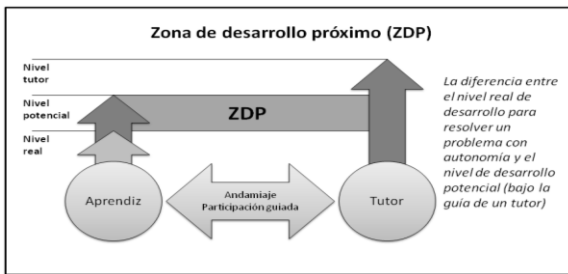 Zona de desarrollo próximo (ZDP)
Nivel
tutor
Nivel
potencial
Nivel
real
ZDP
Aprendiz
Andamiaje
Participación guiada
Tutor
La diferencia entre
el nivel real de
desarrollo para
resolver un
problema con
autonomía y el
nivel de desarrollo
potencial (bajo la
guía de un tutor)